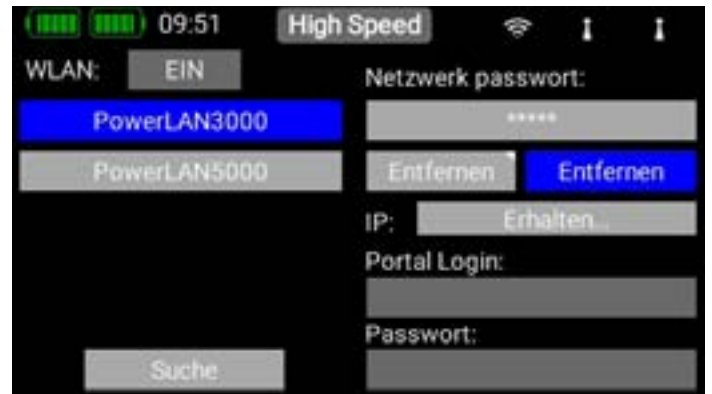 09:51 High Speed
WLAN: EIN
PowerLAN3000
PowerLAN5000
Suche
Netzwerk passwort:
*****
Entfernen Entfernen
IP: Erhalten...
Portal Login:
Passwort: